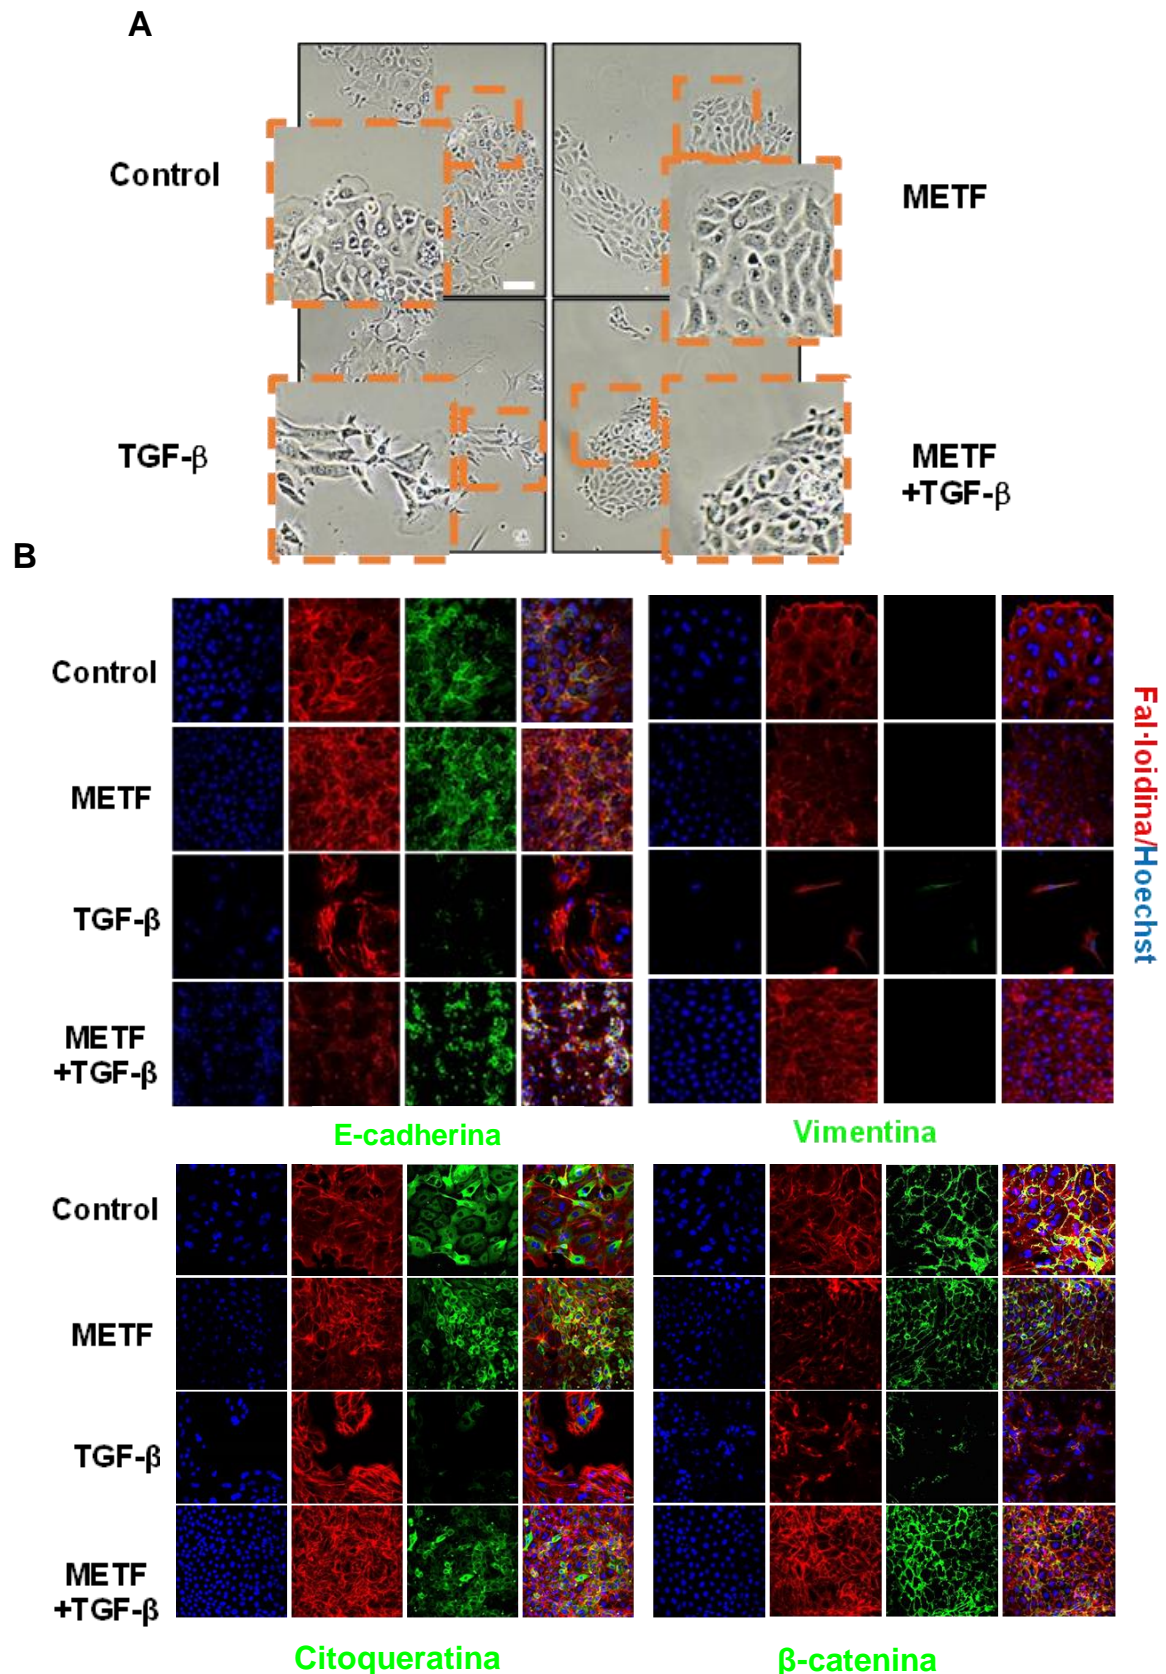 A
Control
METF
TGF-β
METF
+TGF-β
B
Control
METF
TGF-β
METF
+TGF-β
Fal·loidina/Hoechst
E-cadherina
Vimentina
Control
METF
TGF-β
METF
+TGF-β
Citoqueratina
β-catenina